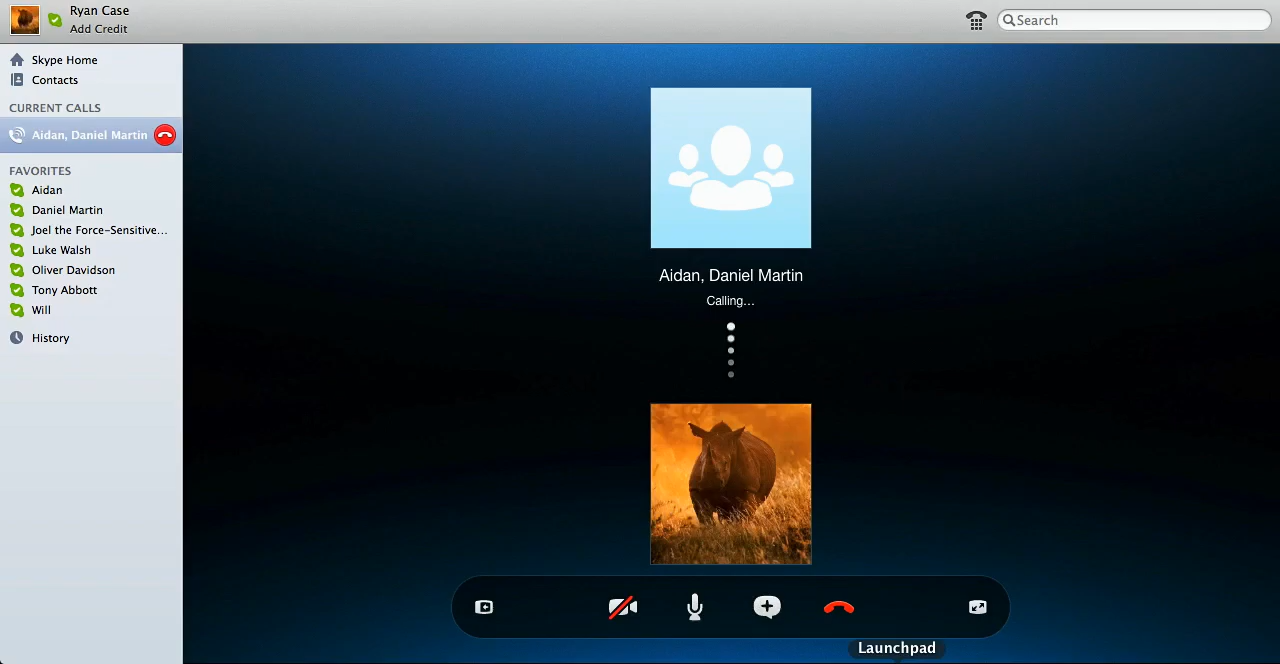 Ryan Case
Add Credit
Search
Skype Home
Contacts
CURRENT CALLS
Aidan, Daniel Martin
FAVORITES
Aidan
Daniel Martin
Joel the Force-Sensitive...
Luke Walsh
Oliver Davidson
Tony Abbott
Will
History
Aidan, Daniel Martin
Calling...
Launchpad